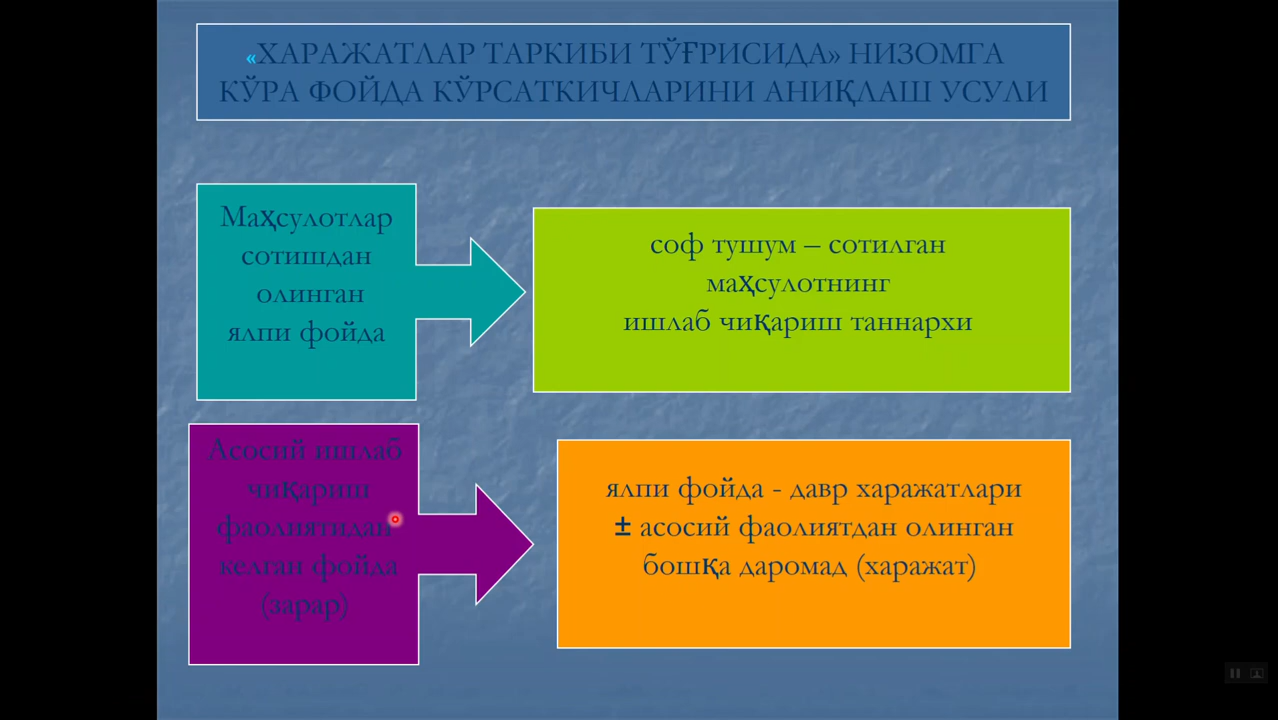 «ХАРАЖАТЛАР ТАРКИБИ ТЎҒРИСИДА» НИЗОМГА
КЎРА ФОЙДА КЎРСАТКИЧЛАРИНИ АНИҚЛАШ УСУЛИ
Маҳсулотлар
сотишдан
олинган
ялпи фойда
соф тушум – сотилган
маҳсулотнинг
ишлаб чиқариш таннархи
Асосий ишлаб
чиқариш
фаолиятидан
келган фойда
(зарар)
ялпи фойда - давр харажатлари
± асосий фаолиятдан олинган
бошқа даромад (харажат)